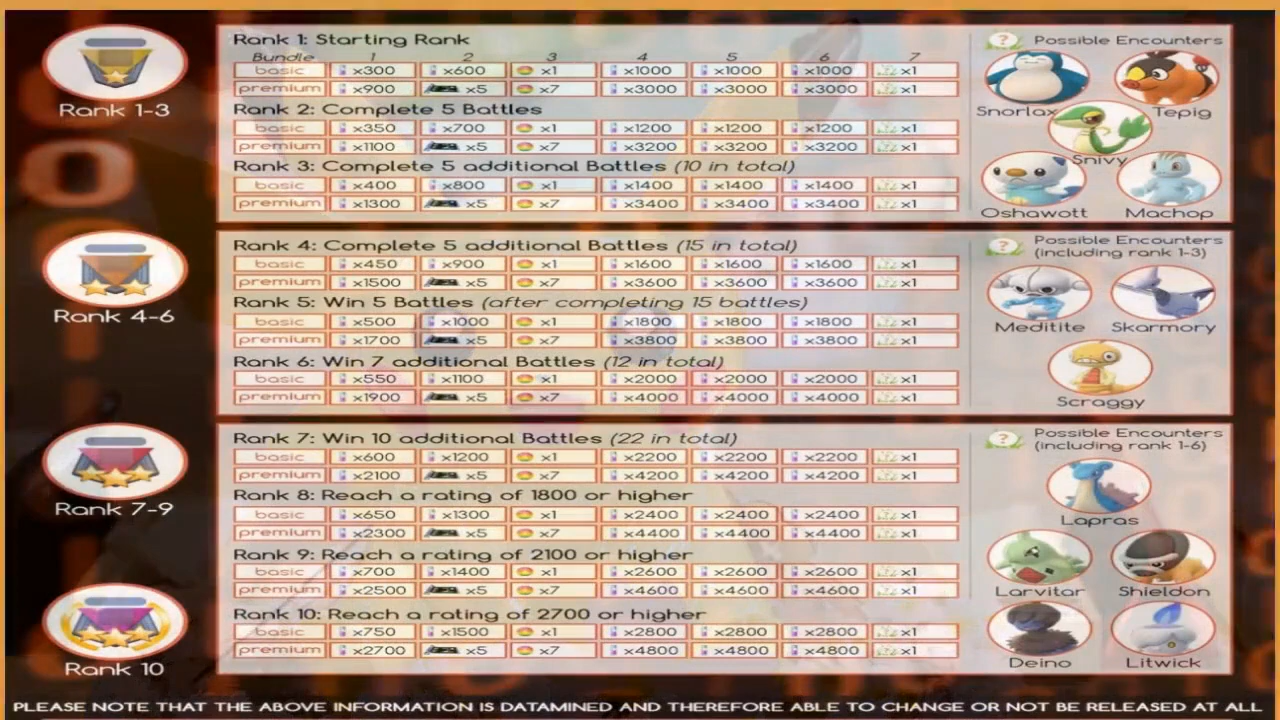 Rank 1: Starting Rank
Bundle 1 2 3 4 5 6 7
basic x300 x600 x1 x1000 x1000 x1000 x1
premium x900 x5 x7 x3000 x3000 x3000 x1
Rank 2: Complete 5 Battles
basic x350 x700 x1 x1200 x1200 x1200 x1
premium x1100 x5 x7 x3200 x3200 x3200 x1
Rank 3: Complete 5 additional Battles (10 in total)
basic x400 x800 x1 x1400 x1400 x1400 x1
premium x1300 x5 x7 x3400 x3400 x3400 x1
Rank 1-3
? Possible Encounters
Snorlax Tepig
Snivy
Oshawott Machop
Rank 4: Complete 5 additional Battles (15 in total)
basic x450 x900 x1 x1600 x1600 x1600 x1
premium x1500 x5 x7 x3600 x3600 x3600 x1
Rank 5: Win 5 Battles (after completing 15 battles)
basic x500 x1000 x1 x1800 x1800 x1800 x1
premium x1700 x5 x7 x3800 x3800 x3800 x1
Rank 6: Win 7 additional Battles (12 in total)
basic x550 x1100 x1 x2000 x2000 x2000 x1
premium x1900 x5 x7 x4000 x4000 x4000 x1
Rank 4-6
? Possible Encounters
(including rank 1-3)
Meditite Skarmory
Scraggy
Rank 7: Win 10 additional Battles (22 in total)
basic x600 x1200 x1 x2200 x2200 x2200 x1
premium x2100 x5 x7 x4200 x4200 x4200 x1
Rank 8: Reach a rating of 1800 or higher
basic x650 x1300 x1 x2400 x2400 x2400 x1
premium x2300 x5 x7 x4400 x4400 x4400 x1
Rank 9: Reach a rating of 2100 or higher
basic x700 x1400 x1 x2600 x2600 x2600 x1
premium x2500 x5 x7 x4600 x4600 x4600 x1
Rank 10: Reach a rating of 2700 or higher
basic x750 x1500 x1 x2800 x2800 x2800 x1
premium x2700 x5 x7 x4800 x4800 x4800 x1
Rank 7-9
Rank 10
? Possible Encounters
(including rank 1-6)
Lapras
Larvitar Shieldon
Deino Litwick
PLEASE NOTE THAT THE ABOVE INFORMATION IS DATAMINED AND THEREFORE ABLE TO CHANGE OR NOT BE RELEASED AT ALL